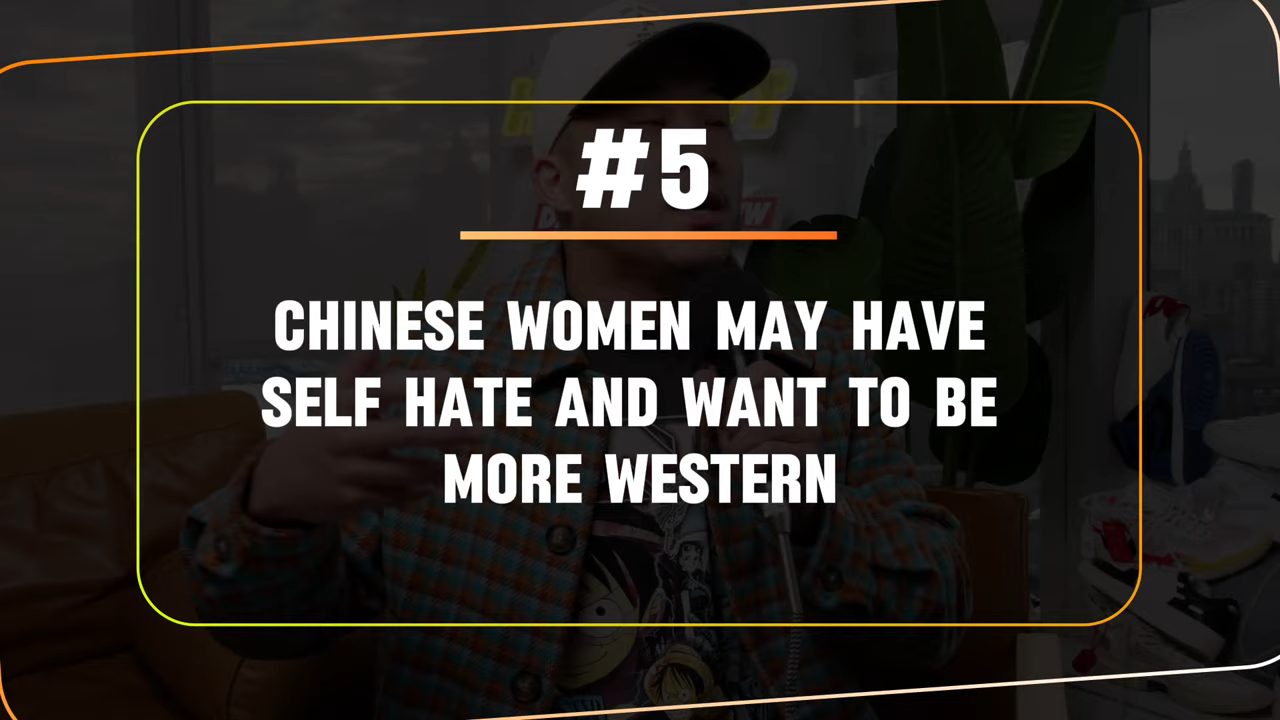 #5
CHINESE WOMEN MAY HAVE
SELF HATE AND WANT TO BE
MORE WESTERN